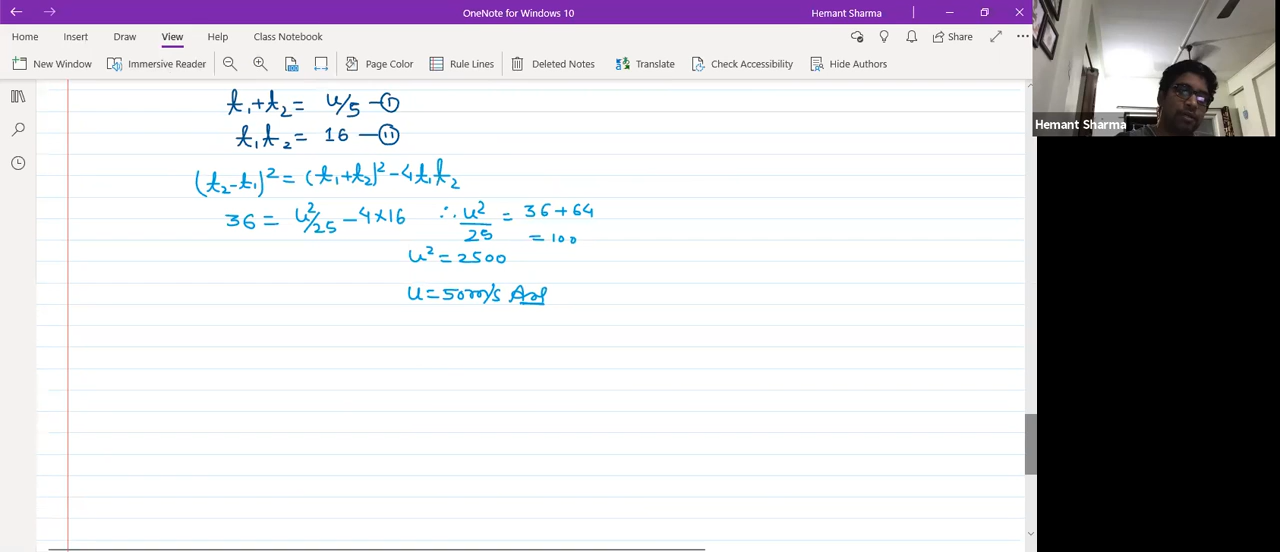 OneNote for Windows 10
Hemant Sharma
Home Insert Draw View Help Class Notebook
Share
New Window Immersive Reader Page Color Rule Lines Deleted Notes Translate Check Accessibility Hide Authors
Hemant Sharma
t₁+t₂ = u/5 —Ⓘ
t₁t₂ = 16 —(II)
(t₂-t₁)² = (t₁+t₂)² - 4t₁t₂
36 = u²/25 - 4×16 ∴ u²/25 = 36 + 64
= 100
u² = 2500
u = 50m/s Ans